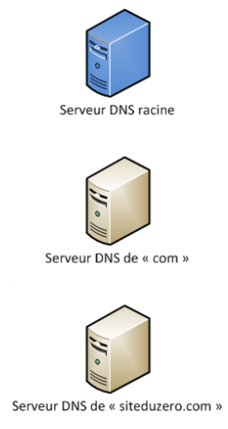 Serveur DNS racine
Serveur DNS de « com »
Serveur DNS de « siteduzero.com »